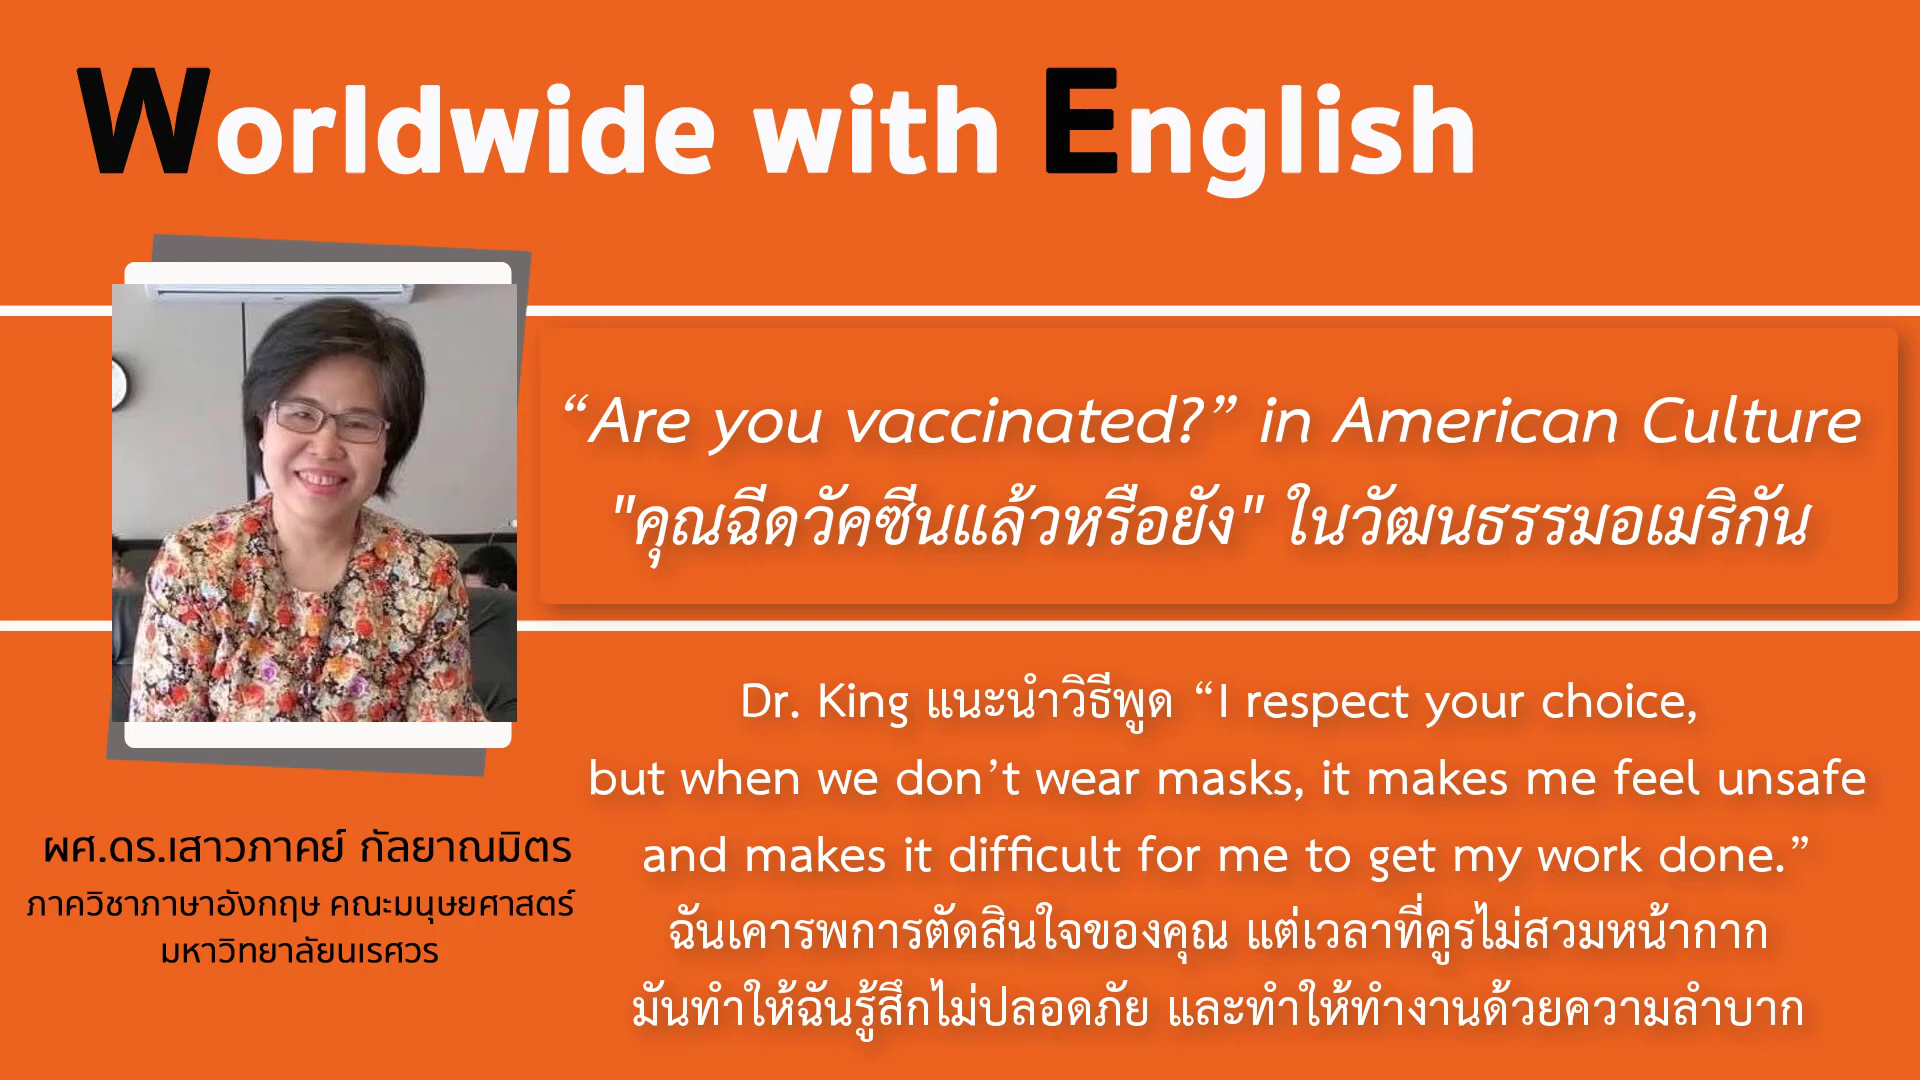 Worldwide with English
“Are you vaccinated?” in American Culture
"คุณฉีดวัคซีนแล้วหรือยัง" ในวัฒนธรรมอเมริกัน
Dr. King แนะนำวิธีพูด “I respect your choice,
but when we don’t wear masks, it makes me feel unsafe
and makes it difficult for me to get my work done.”
ฉันเคารพการตัดสินใจของคุณ แต่เวลาที่คูรไม่สวมหน้ากาก
มันทำให้ฉันรู้สึกไม่ปลอดภัย และทำให้ทำงานด้วยความลำบาก
ผศ.ดร.เสาวภาคย์ กัลยาณมิตร
ภาควิชาภาษาอังกฤษ คณะมนุษยศาสตร์
มหาวิทยาลัยนเรศวร